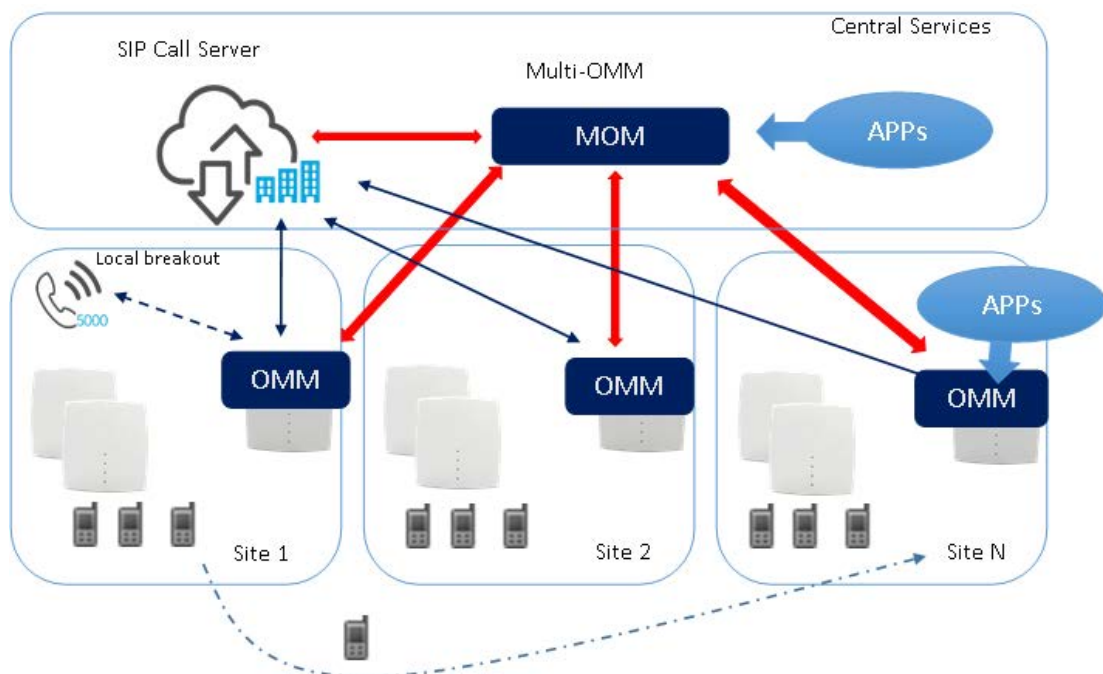 Central Services
SIP Call Server
Multi-OMM
MOM
APPs
Local breakout
5000
OMM
Site 1
OMM
Site 2
APPs
OMM
Site N